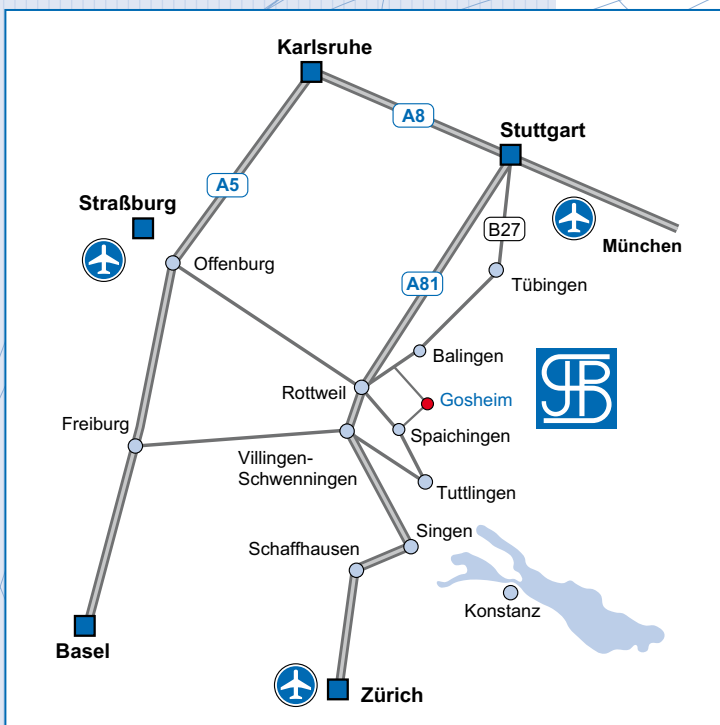 Karlsruhe
A8
Stuttgart
A5
Straßburg
B27
München
Offenburg
A81
Tübingen
Balingen
Rottweil
Gosheim
JSB
Freiburg
Spaichingen
Villingen-
Schwenningen
Tuttlingen
Singen
Schaffhausen
Konstanz
Basel
Zürich